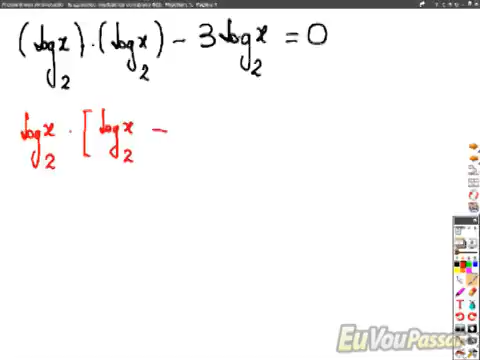 (log₂x)·(log₂x) − 3log₂x = 0
log₂x · [log₂x −
EuVouPassar